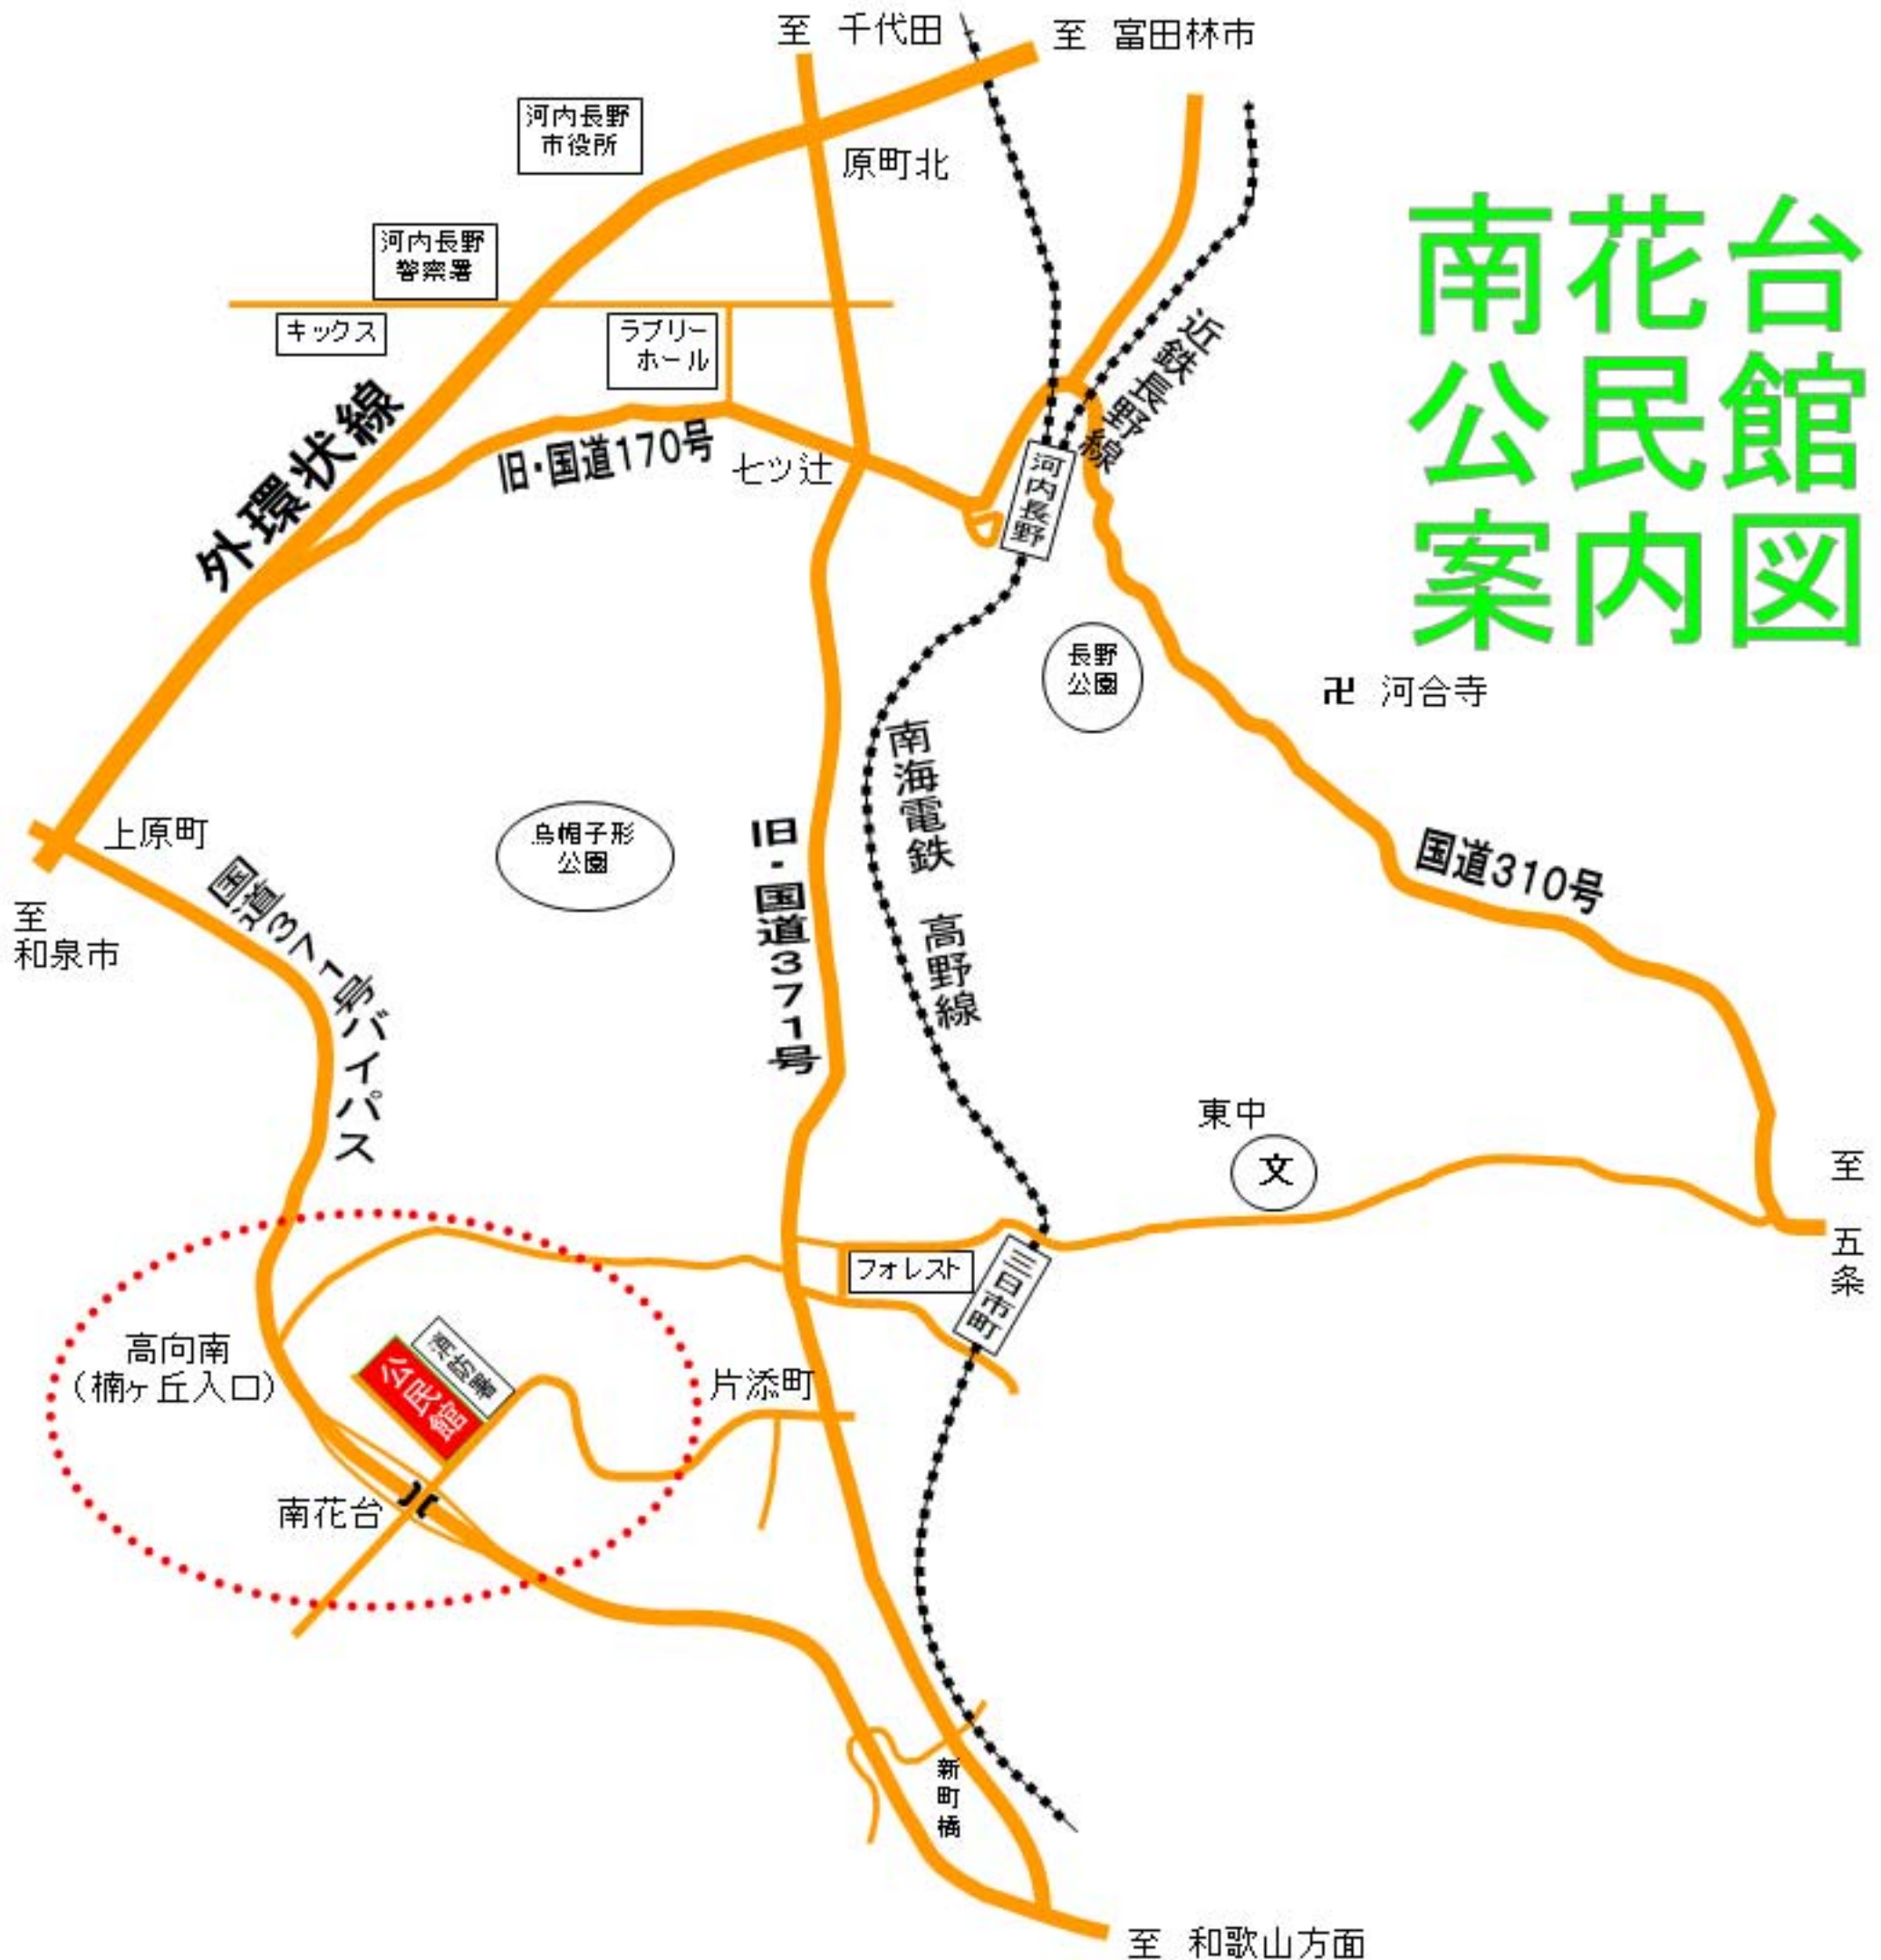 至 千代田
至 富田林市
河内長野
市役所
原町北
南花台
公民館
案内図
河内長野
警察署
キックス
ラブリー
ホール
近鉄長野線
外環状線
旧・国道170号
七ツ辻
河内長野
長野
公園
卍 河合寺
南海電鉄 高野線
烏帽子形
公園
旧・国道371号
国道310号
上原町
国道371号バイパス
至
和泉市
東中
文
至
五条
フォレスト
三日市町
高向南
(楠ヶ丘入口)
消防署
公民館
片添町
南花台
新町橋
至 和歌山方面